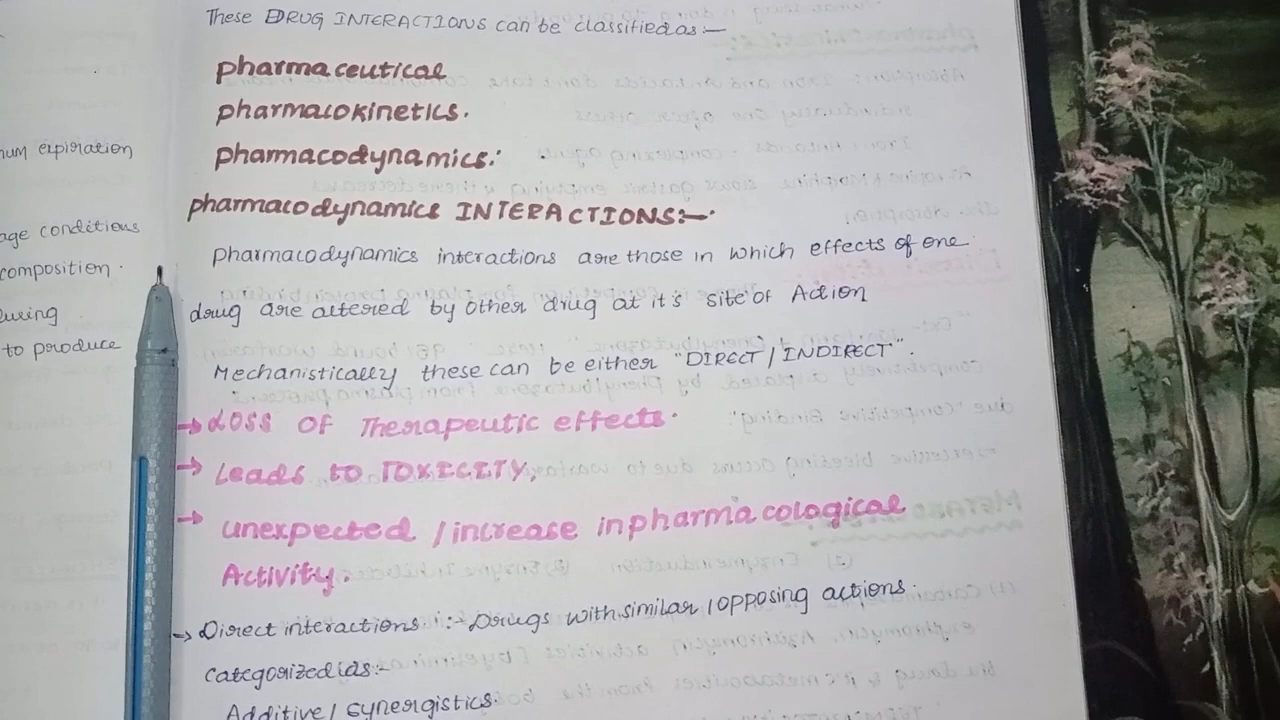 num expiration
age conditions
composition.
during
to produce
These DRUG INTERACTIONS can be classified as :-
pharmaceutical
pharmacokinetics.
pharmacodynamics.
pharmacodynamics INTERACTIONS:-
pharmacodynamics interactions are those in which effects of one
drug are altered by other drug at it's site of Action
Mechanistically these can be either "DIRECT / INDIRECT".
→ LOSS OF Therapeutic effects.
→ Leads to TOXICITY,
→ unexpected / increase in pharmacological
Activity.
→ Direct interactions :- Drugs with similar / opposing actions.
categorized as:-
Additive / synergistics.